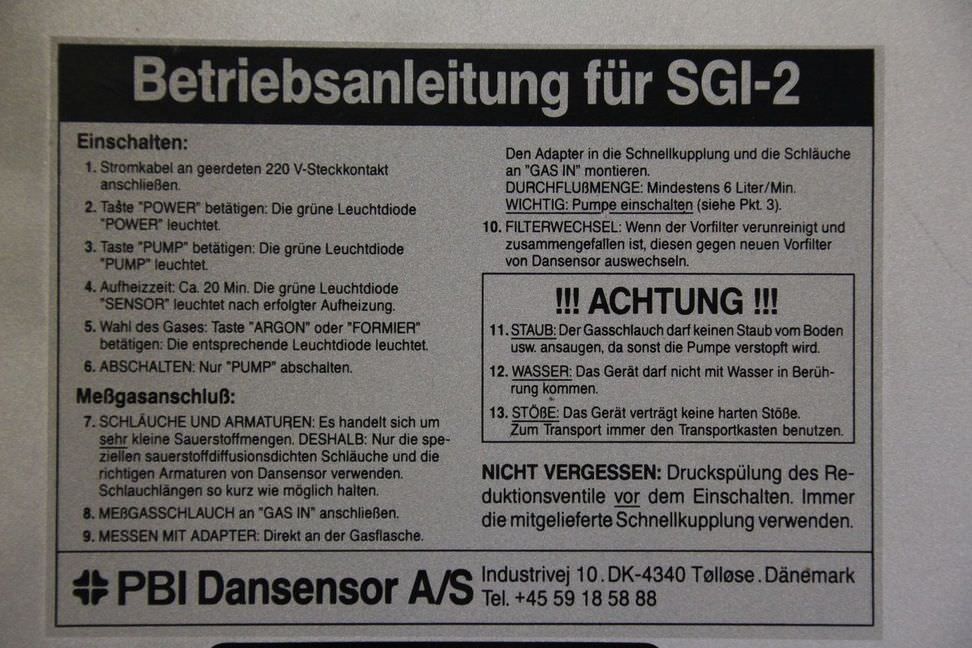 Betriebsanleitung für SGI-2
Einschalten:
1. Stromkabel an geerdeten 220 V-Steckkontakt
anschließen.
2. Taste "POWER" betätigen: Die grüne Leuchtdiode
"POWER" leuchtet.
3. Taste "PUMP" betätigen: Die grüne Leuchtdiode
"PUMP" leuchtet.
4. Aufheizzeit: Ca. 20 Min. Die grüne Leuchtdiode
"SENSOR" leuchtet nach erfolgter Aufheizung.
5. Wahl des Gases: Taste "ARGON" oder "FORMIER"
betätigen: Die entsprechende Leuchtdiode leuchtet.
6. ABSCHALTEN: Nur "PUMP" abschalten.
Meßgasanschluß:
7. SCHLÄUCHE UND ARMATUREN: Es handelt sich um
sehr kleine Sauerstoffmengen. DESHALB: Nur die spe-
ziellen sauerstoffdiffusionsdichten Schläuche und die
richtigen Armaturen von Dansensor verwenden.
Schlauchlängen so kurz wie möglich halten.
8. MEßGASSCHLAUCH an "GAS IN" anschließen.
9. MESSEN MIT ADAPTER: Direkt an der Gasflasche.
Den Adapter in die Schnellkupplung und die Schläuche
an "GAS IN" montieren.
DURCHFLUßMENGE: Mindestens 6 Liter/Min.
WICHTIG: Pumpe einschalten (siehe Pkt. 3).
10. FILTERWECHSEL: Wenn der Vorfilter verunreinigt und
zusammengefallen ist, diesen gegen neuen Vorfilter
von Dansensor auswechseln.
!!! ACHTUNG !!!
11. STAUB: Der Gasschlauch darf keinen Staub vom Boden
usw. ansaugen, da sonst die Pumpe verstopft wird.
12. WASSER: Das Gerät darf nicht mit Wasser in Berüh-
rung kommen.
13. STÖßE: Das Gerät verträgt keine harten Stöße.
Zum Transport immer den Transportkasten benutzen.
NICHT VERGESSEN: Druckspülung des Re-
duktionsventile vor dem Einschalten. Immer
die mitgelieferte Schnellkupplung verwenden.
PBI Dansensor A/S
Industrivej 10. DK-4340 Tølløse. Dänemark
Tel. +45 59 18 58 88